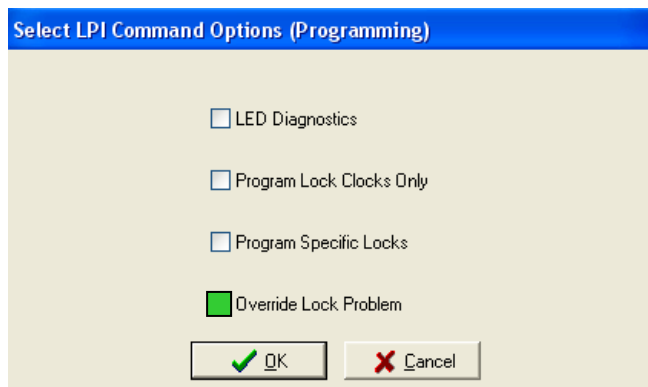 Select LPI Command Options (Programming)
LED Diagnostics
Program Lock Clocks Only
Program Specific Locks
Override Lock Problem
OK Cancel